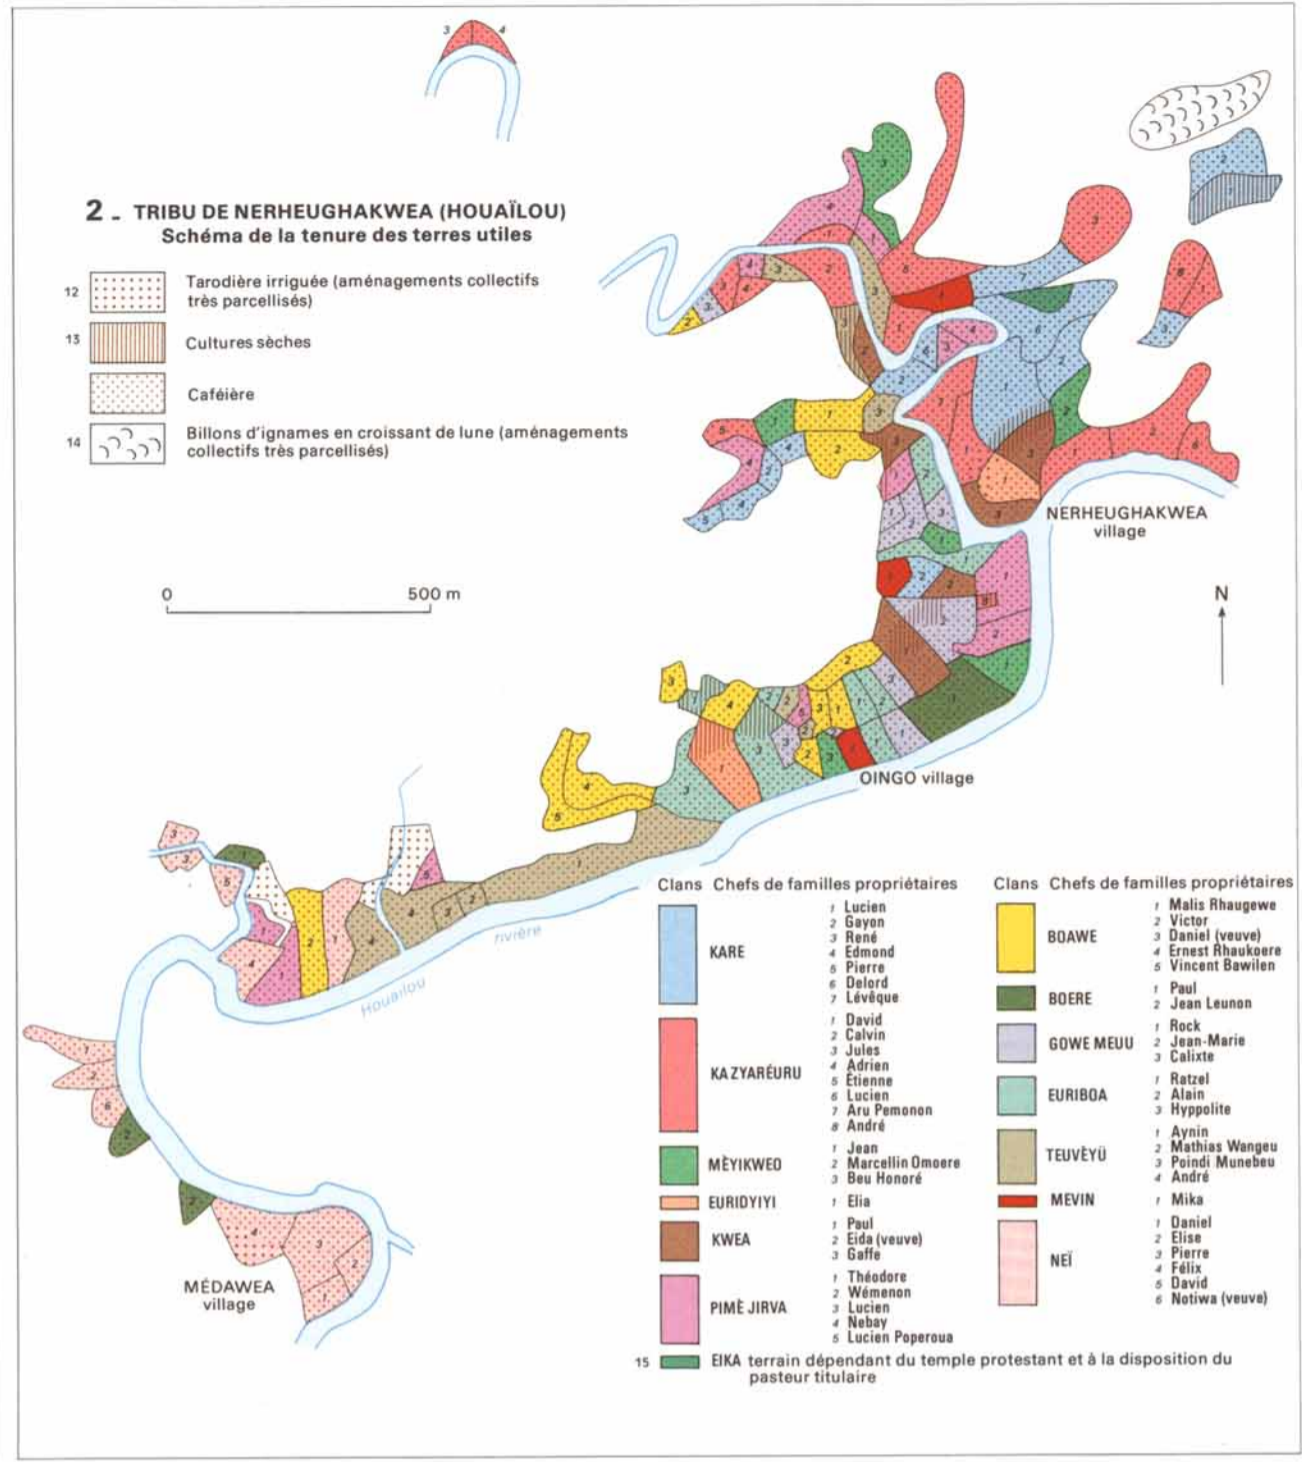 2 - TRIBU DE NERHEUGHAKWEA (HOUAÏLOU)
Schéma de la tenure des terres utiles
12 Tarodière irriguée (aménagements collectifs
très parcellisés)
13 Cultures sèches
Caféière
14 Billons d'ignames en croissant de lune (aménagements
collectifs très parcellisés)
0 500 m
N
NERHEUGHAKWEA
village
OINGO village
rivière
Houailou
MÉDAWEA
village
Clans Chefs de familles propriétaires
KARE
1 Lucien
2 Gayon
3 René
4 Edmond
5 Pierre
6 Delord
7 Lévêque
KAZYARÉURU
1 David
2 Calvin
3 Jules
4 Adrien
5 Étienne
6 Lucien
7 Aru Pemonon
8 André
MÈYIKWEO
1 Jean
2 Marcellin Omoere
3 Beu Honoré
EURIDYIYI
1 Elia
KWEA
1 Paul
2 Eida (veuve)
3 Gaffe
PIMÈ JIRVA
1 Théodore
2 Wémenon
3 Lucien
4 Nebay
5 Lucien Poperoua
Clans Chefs de familles propriétaires
BOAWE
1 Malis Rhaugewe
2 Victor
3 Daniel (veuve)
4 Ernest Rhaukoere
5 Vincent Bawilen
BOERE
1 Paul
2 Jean Leunon
GOWE MEUU
1 Rock
2 Jean-Marie
3 Calixte
EURIBOA
1 Ratzel
2 Alain
3 Hyppolite
TEUVÈYÜ
1 Aynin
2 Mathias Wangeu
3 Poindi Munebeu
4 André
MEVIN
1 Mika
NEÏ
1 Daniel
2 Elise
3 Pierre
4 Félix
5 David
6 Notiwa (veuve)
15 EIKA terrain dépendant du temple protestant et à la disposition du
pasteur titulaire